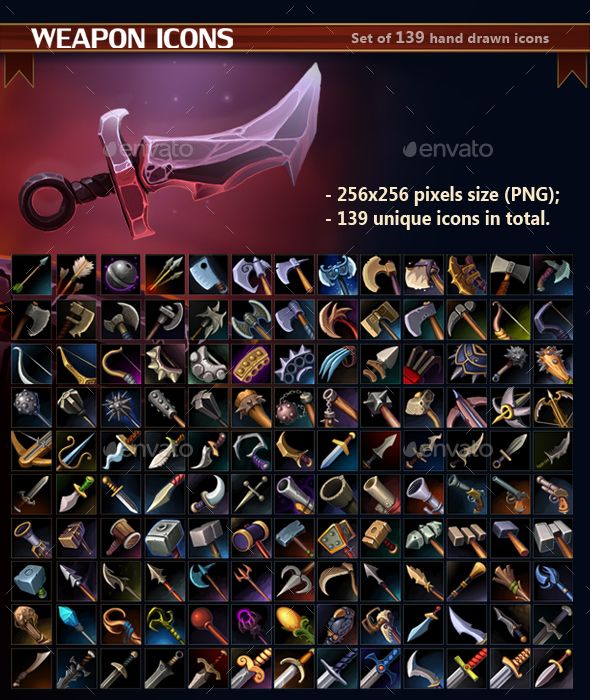 WEAPON ICONS
Set of 139 hand drawn icons
envato
envato
- 256x256 pixels size (PNG);
- 139 unique icons in total.
envato
envato